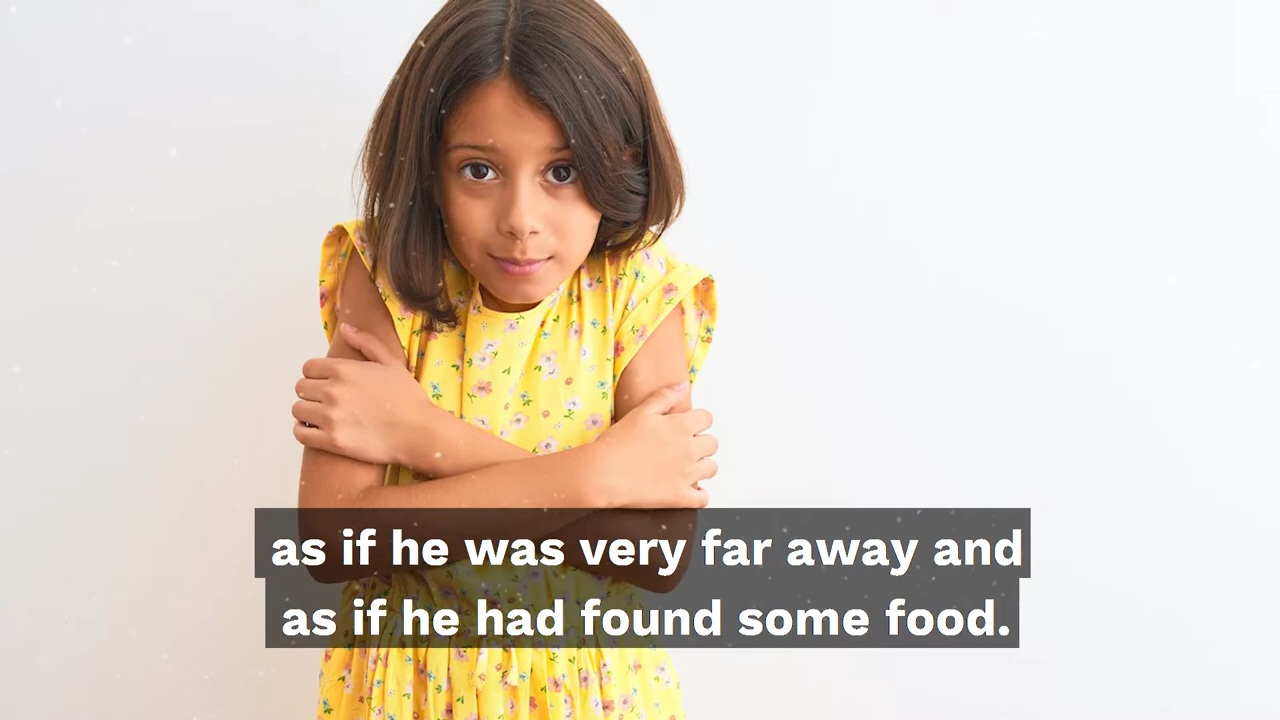 as if he was very far away and
as if he had found some food.